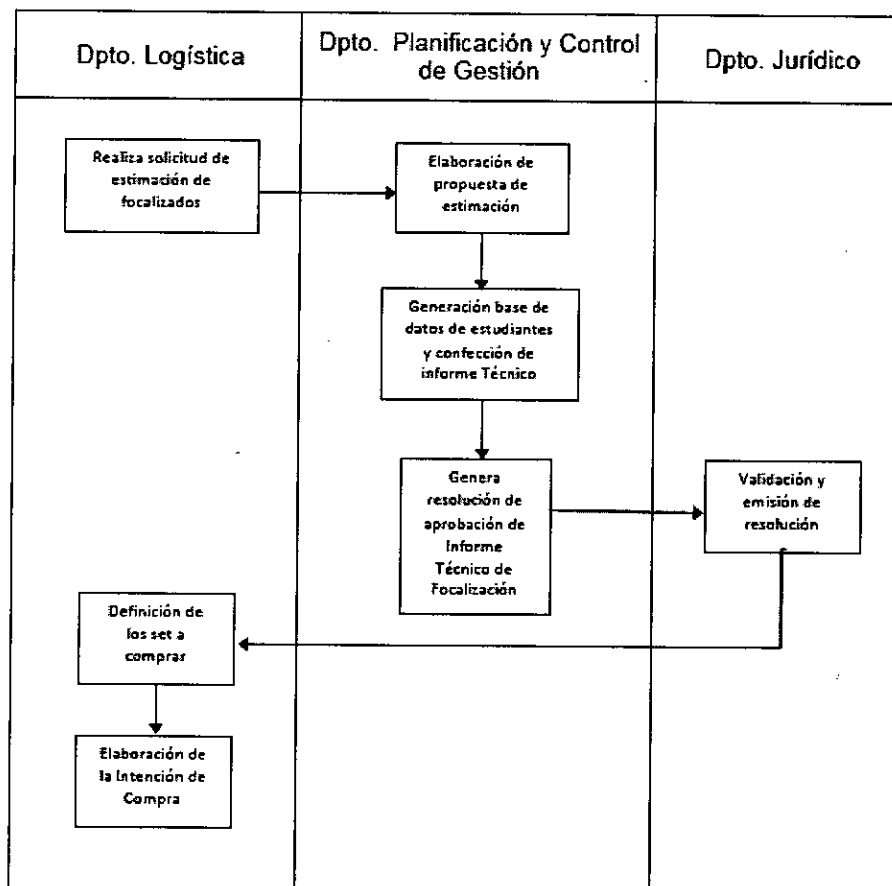 Dpto. Logística
Dpto. Planificación y Control
de Gestión
Dpto. Jurídico
Realiza solicitud de
estimación de
focalizados
Elaboración de
propuesta de
estimación
Generación base de
datos de estudiantes
y confección de
informe Técnico
Genera
resolución de
aprobación de
Informe
Técnico de
Focalización
Validación y
emisión de
resolución
Definición de
los set a
comprar
Elaboración de
la Intención de
Compra